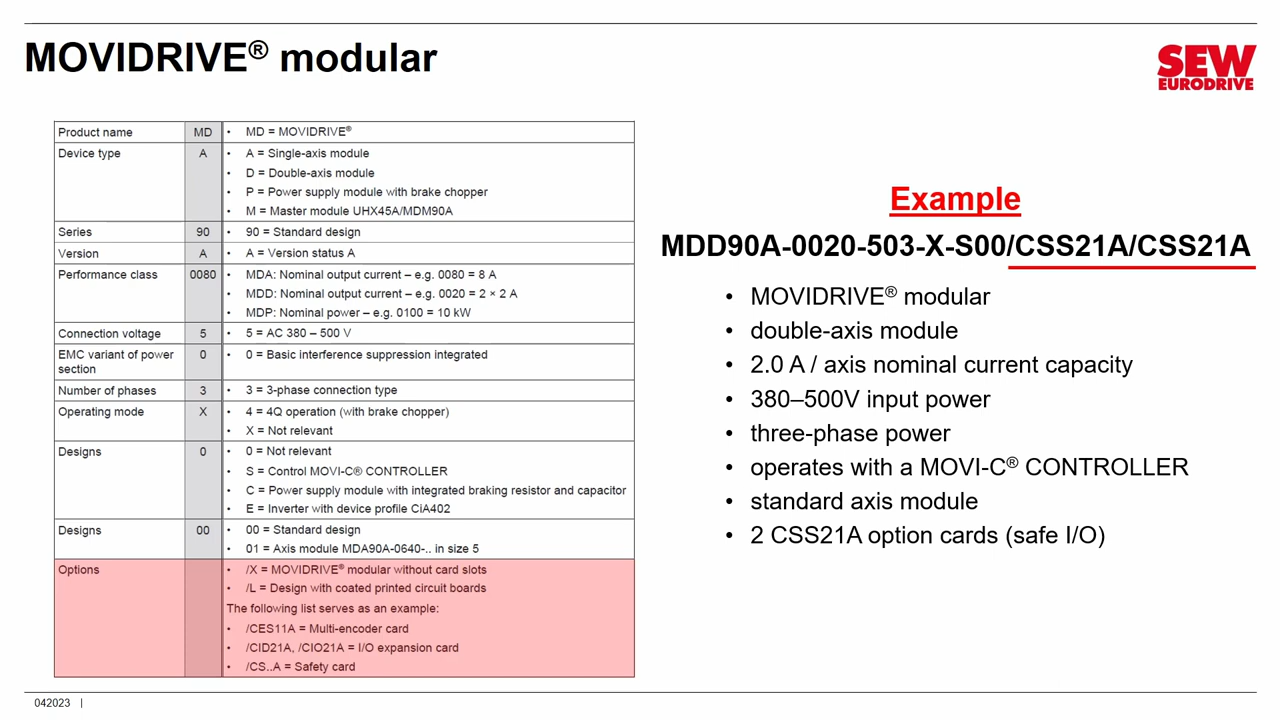 MOVIDRIVE® modular
SEW
EURODRIVE
Product name MD • MD = MOVIDRIVE®
Device type A • A = Single-axis module
• D = Double-axis module
• P = Power supply module with brake chopper
• M = Master module UHX45A/MDM90A
Series 90 • 90 = Standard design
Version A • A = Version status A
Performance class 0080 • MDA: Nominal output current – e.g. 0080 = 8 A
• MDD: Nominal output current – e.g. 0020 = 2 × 2 A
• MDP: Nominal power – e.g. 0100 = 10 kW
Connection voltage 5 • 5 = AC 380 – 500 V
EMC variant of power 0 • 0 = Basic interference suppression integrated
section
Number of phases 3 • 3 = 3-phase connection type
Operating mode X • 4 = 4Q operation (with brake chopper)
• X = Not relevant
Designs 0 • 0 = Not relevant
• S = Control MOVI-C® CONTROLLER
• C = Power supply module with integrated braking resistor and capacitor
• E = Inverter with device profile CiA402
Designs 00 • 00 = Standard design
• 01 = Axis module MDA90A-0640-.. in size 5
Options • /X = MOVIDRIVE® modular without card slots
• /L = Design with coated printed circuit boards
The following list serves as an example:
• /CES11A = Multi-encoder card
• /CID21A, /CIO21A = I/O expansion card
• /CS..A = Safety card
Example
MDD90A-0020-503-X-S00/CSS21A/CSS21A
• MOVIDRIVE® modular
• double-axis module
• 2.0 A / axis nominal current capacity
• 380–500V input power
• three-phase power
• operates with a MOVI-C® CONTROLLER
• standard axis module
• 2 CSS21A option cards (safe I/O)
042023 |